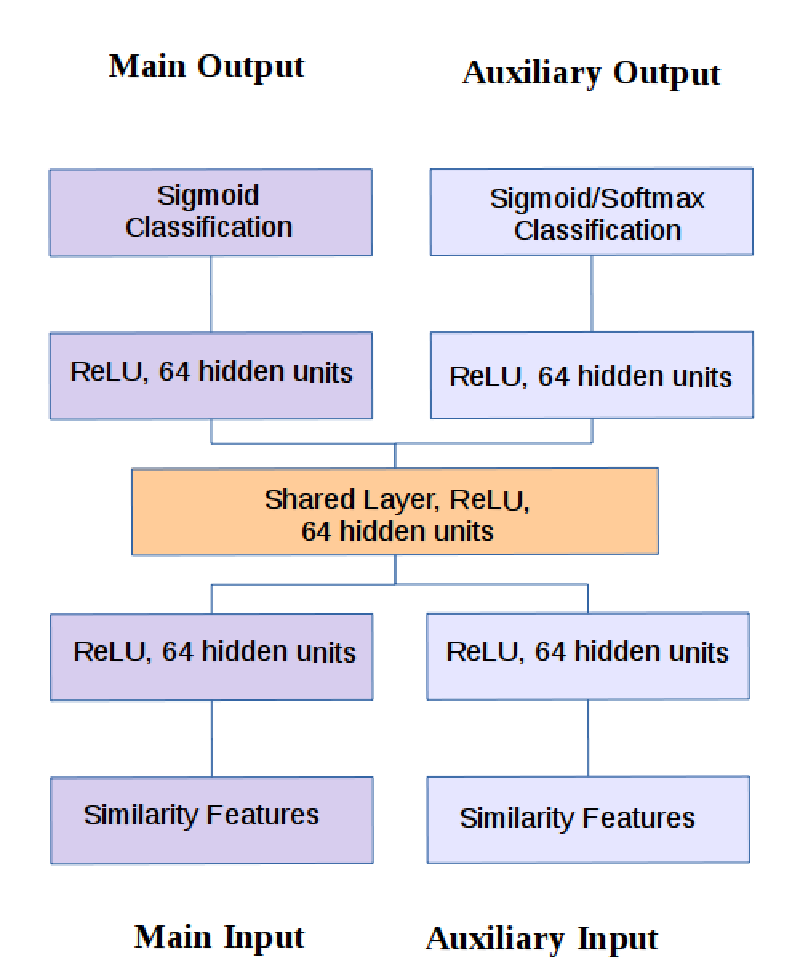 Main Output
Auxiliary Output
Sigmoid
Classification
Sigmoid/Softmax
Classification
ReLU, 64 hidden units
ReLU, 64 hidden units
Shared Layer, ReLU,
64 hidden units
ReLU, 64 hidden units
ReLU, 64 hidden units
Similarity Features
Similarity Features
Main Input
Auxiliary Input